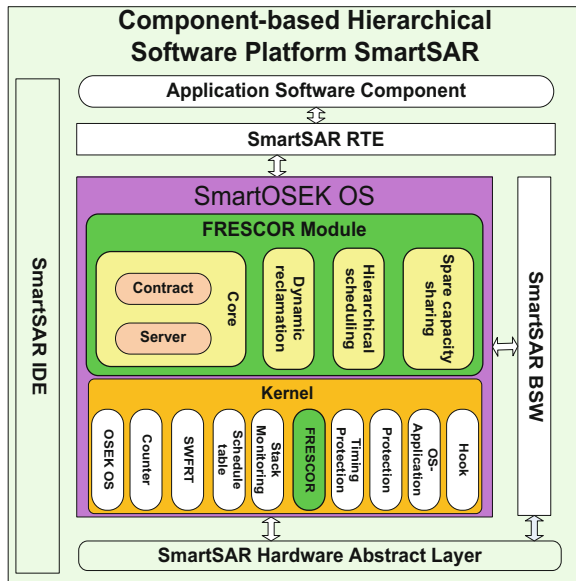 Component-based Hierarchical
Software Platform SmartSAR
Application Software Component
SmartSAR RTE
SmartSAR IDE
SmartOSEK OS
FRESCOR Module
Contract
Server
Core
Dynamic
reclamation
Hierarchical
scheduling
Spare capacity
sharing
Kernel
OSEK OS
Counter
SWFRT
Schedule
table
Stack
Monitoring
FRESCOR
Timing
Protection
Protection
OS-
Application
Hook
SmartSAR BSW
SmartSAR Hardware Abstract Layer